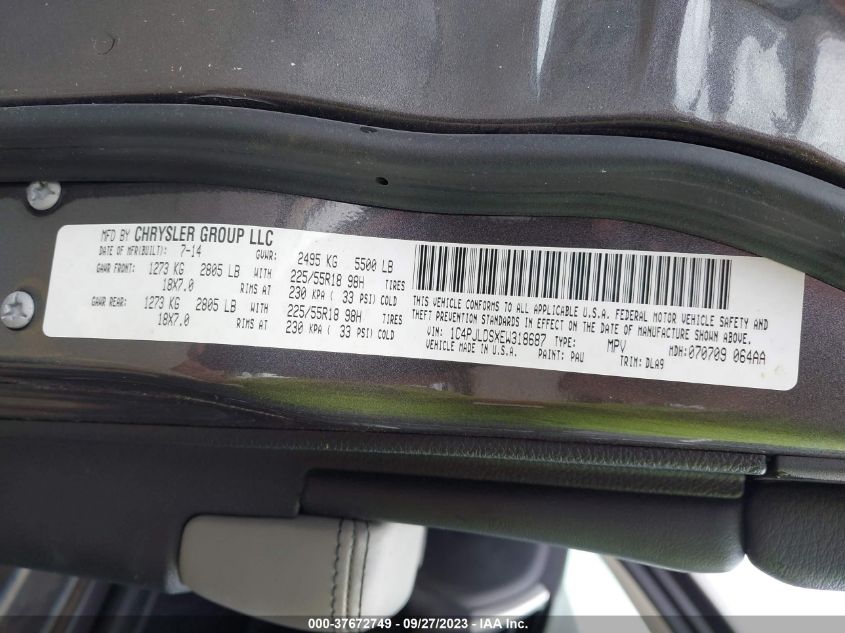 MFD BY CHRYSLER GROUP LLC
DATE OF MFR(BUILT): 7-14 GVWR: 2495 KG 5500 LB
GAWR FRONT: 1273 KG 2805 LB WITH 225/55R18 98H TIRES
18X7.0 RIMS AT 230 KPA ( 33 PSI) COLD
GAWR REAR: 1273 KG 2805 LB WITH 225/55R18 98H TIRES
18X7.0 RIMS AT 230 KPA ( 33 PSI) COLD
THIS VEHICLE CONFORMS TO ALL APPLICABLE U.S.A. FEDERAL MOTOR VEHICLE SAFETY AND
THEFT PREVENTION STANDARDS IN EFFECT ON THE DATE OF MANUFACTURE SHOWN ABOVE.
VIN: 1C4PJLDSXEW318687 TYPE: MPV MDH: 070709 064AA
VEHICLE MADE IN U.S.A. PAINT: PAU TRIM: DLA9
000-37672749 - 09/27/2023 - IAA Inc.